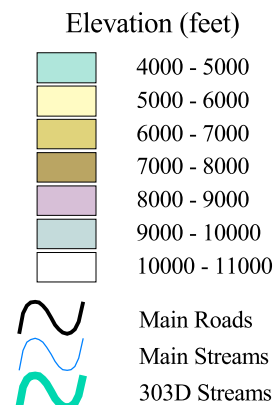 Elevation (feet)
4000 - 5000
5000 - 6000
6000 - 7000
7000 - 8000
8000 - 9000
9000 - 10000
10000 - 11000
Main Roads
Main Streams
303D Streams